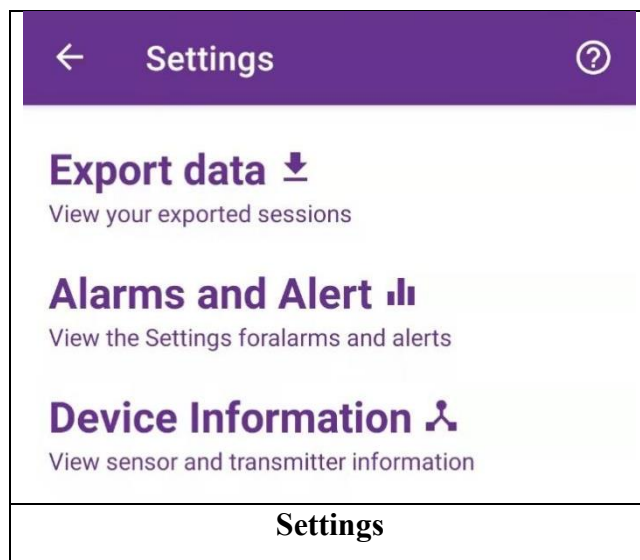 Settings
Export data
View your exported sessions
Alarms and Alert
View the Settings foralarms and alerts
Device Information
View sensor and transmitter information
Settings